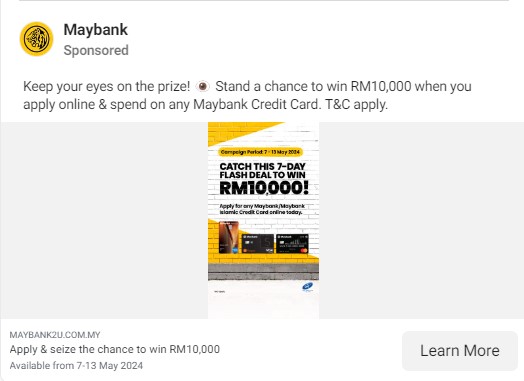 Maybank
Sponsored
Keep your eyes on the prize! 👁 Stand a chance to win RM10,000 when you
apply online & spend on any Maybank Credit Card. T&C apply.
Campaign Period: 7 - 13 May 2024
CATCH THIS 7-DAY
FLASH DEAL TO WIN
RM10,000!
Apply for any Maybank/Maybank
Islamic Credit Card online today.
MAYBANK2U.COM.MY
Apply & seize the chance to win RM10,000
Available from 7-13 May 2024
Learn More